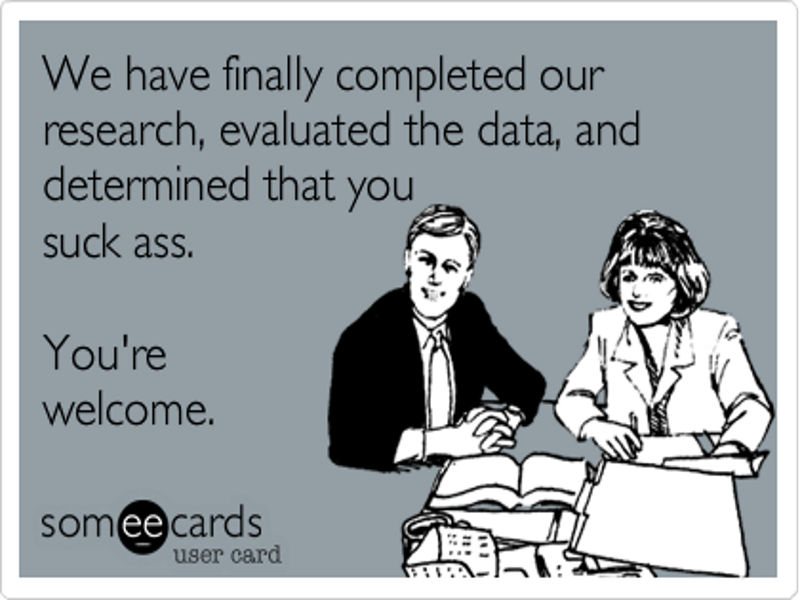 We have finally completed our
research, evaluated the data, and
determined that you
suck ass.
You're
welcome.
someecards
user card